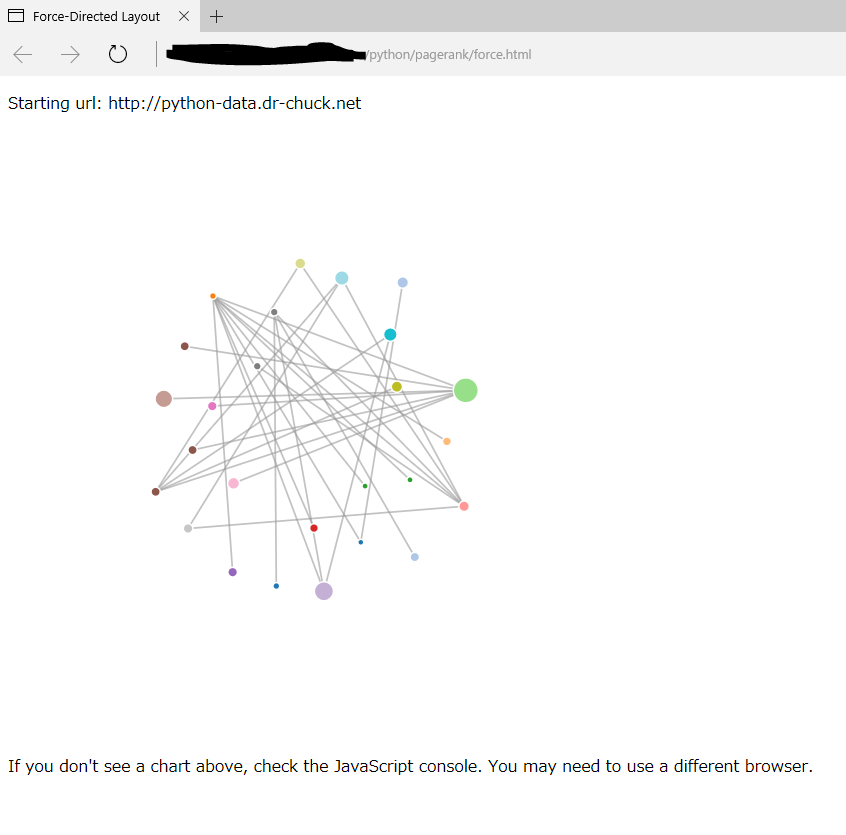 Force-Directed Layout
/python/pagerank/force.html
Starting url: http://python-data.dr-chuck.net
If you don't see a chart above, check the JavaScript console. You may need to use a different browser.